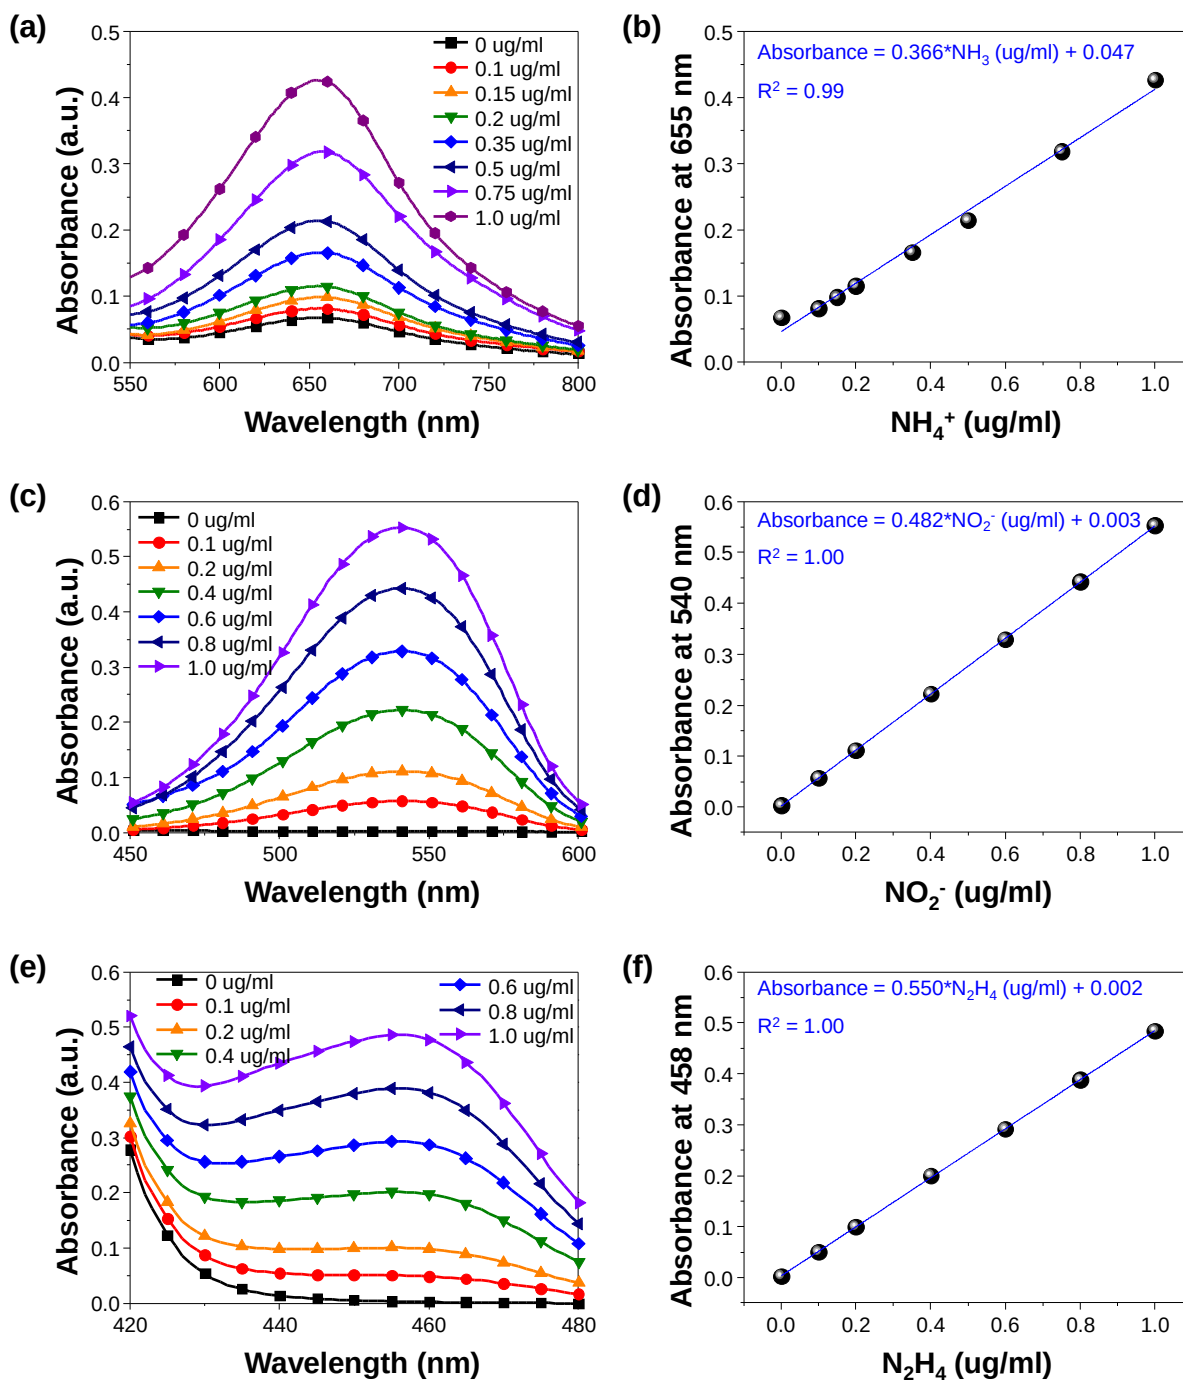 (a)
0.5
0.4
0.3
0.2
0.1
0.0
Absorbance (a.u.)
0 ug/ml
0.1 ug/ml
0.15 ug/ml
0.2 ug/ml
0.35 ug/ml
0.5 ug/ml
0.75 ug/ml
1.0 ug/ml
550 600 650 700 750 800
Wavelength (nm)
(b)
Absorbance = 0.366*NH₃ (ug/ml) + 0.047
R² = 0.99
0.5
0.4
0.3
0.2
0.1
0.0
Absorbance at 655 nm
0.0 0.2 0.4 0.6 0.8 1.0
NH₄⁺ (ug/ml)
(c)
0.6
0.5
0.4
0.3
0.2
0.1
0.0
Absorbance (a.u.)
0 ug/ml
0.1 ug/ml
0.2 ug/ml
0.4 ug/ml
0.6 ug/ml
0.8 ug/ml
1.0 ug/ml
450 500 550 600
Wavelength (nm)
(d)
Absorbance = 0.482*NO₂⁻ (ug/ml) + 0.003
R² = 1.00
0.6
0.5
0.4
0.3
0.2
0.1
0.0
Absorbance at 540 nm
0.0 0.2 0.4 0.6 0.8 1.0
NO₂⁻ (ug/ml)
(e)
0.6
0.5
0.4
0.3
0.2
0.1
0.0
Absorbance (a.u.)
0 ug/ml
0.1 ug/ml
0.2 ug/ml
0.4 ug/ml
0.6 ug/ml
0.8 ug/ml
1.0 ug/ml
420 440 460 480
Wavelength (nm)
(f)
Absorbance = 0.550*N₂H₄ (ug/ml) + 0.002
R² = 1.00
0.6
0.5
0.4
0.3
0.2
0.1
0.0
Absorbance at 458 nm
0.0 0.2 0.4 0.6 0.8 1.0
N₂H₄ (ug/ml)